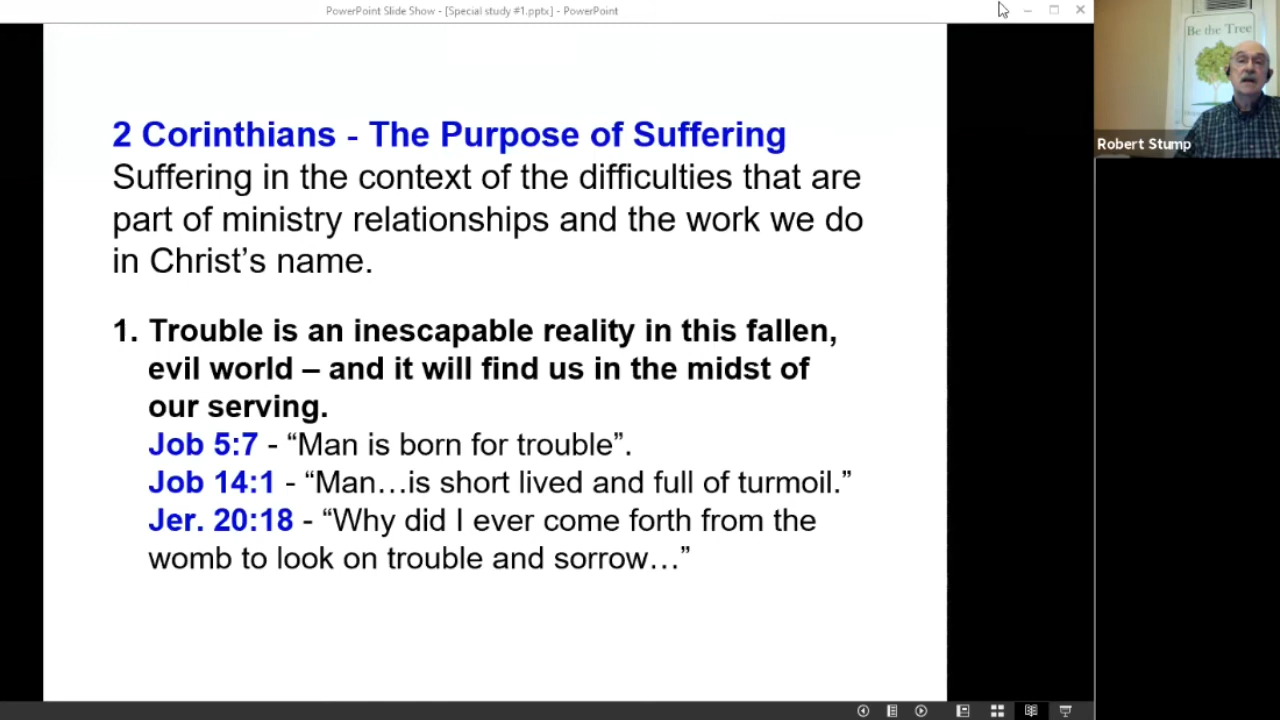 PowerPoint Slide Show - [Special study #1.pptx] - PowerPoint
Be the Tree
Robert Stump
2 Corinthians - The Purpose of Suffering
Suffering in the context of the difficulties that are
part of ministry relationships and the work we do
in Christ’s name.
1. Trouble is an inescapable reality in this fallen,
evil world – and it will find us in the midst of
our serving.
Job 5:7 - “Man is born for trouble”.
Job 14:1 - “Man…is short lived and full of turmoil.”
Jer. 20:18 - “Why did I ever come forth from the
womb to look on trouble and sorrow…”